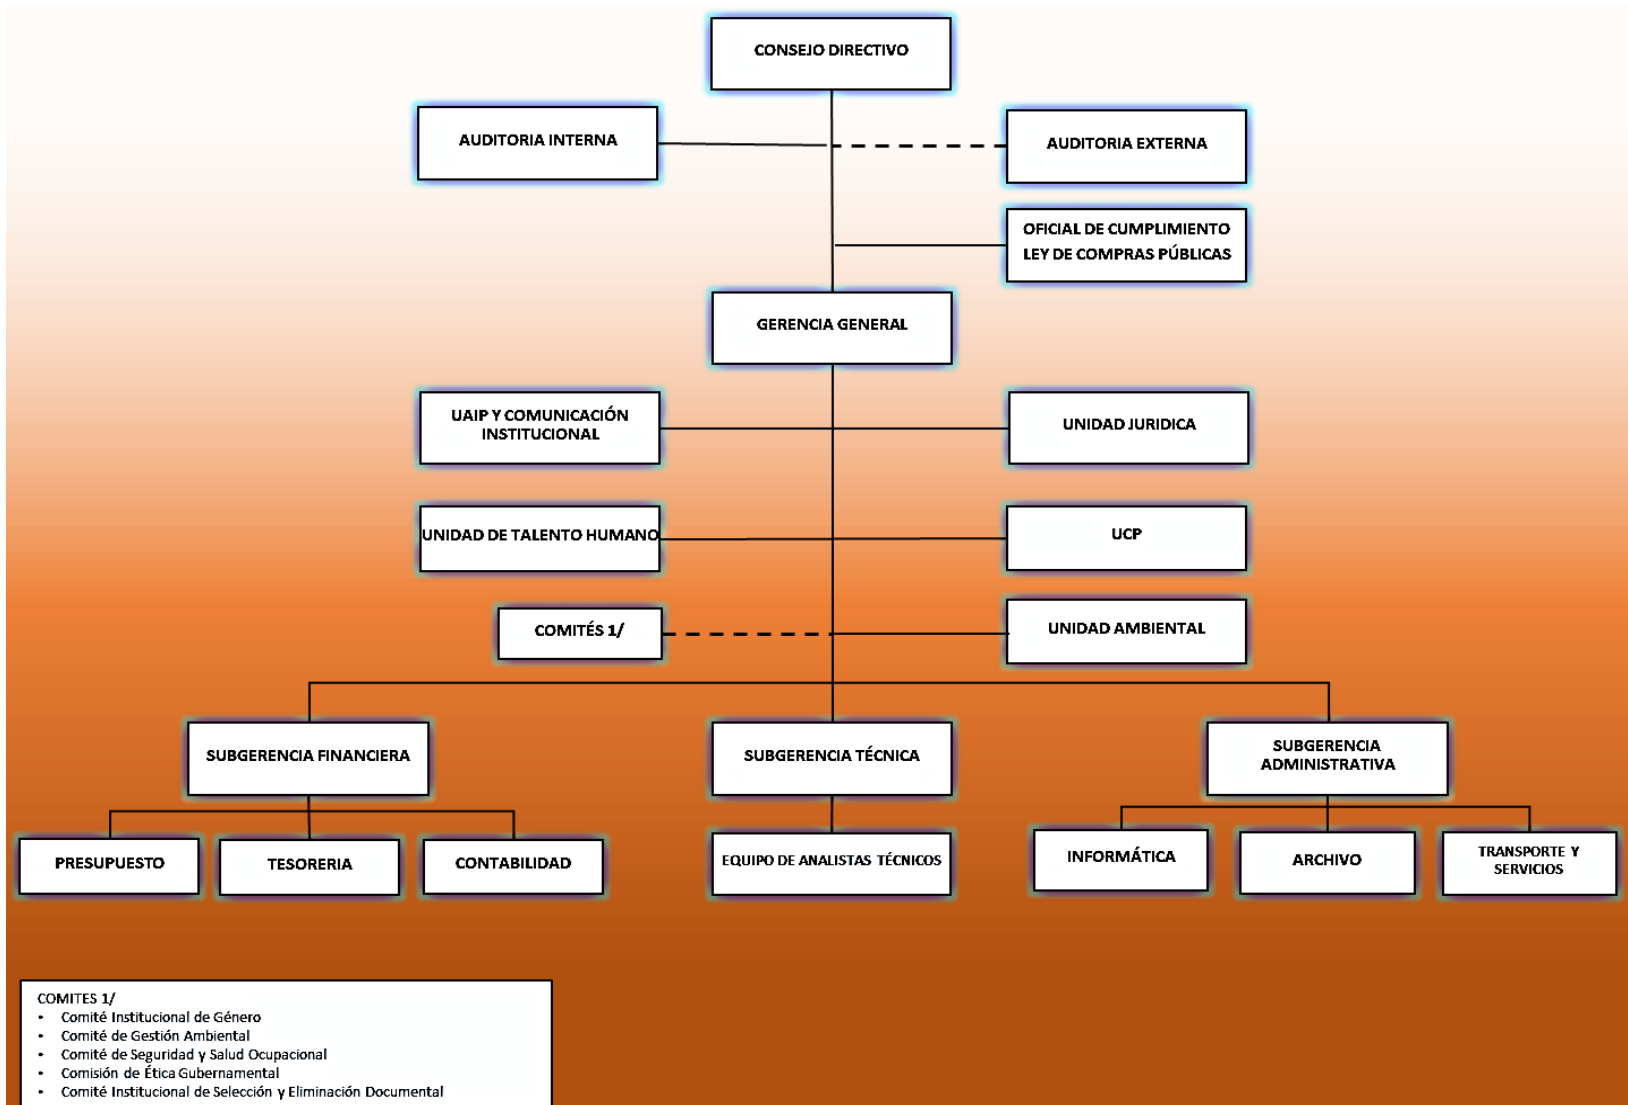 CONSEJO DIRECTIVO
AUDITORIA INTERNA
AUDITORIA EXTERNA
OFICIAL DE CUMPLIMIENTO
LEY DE COMPRAS PÚBLICAS
GERENCIA GENERAL
UAIP Y COMUNICACIÓN
INSTITUCIONAL
UNIDAD JURIDICA
UNIDAD DE TALENTO HUMANO
UCP
COMITÉS 1/
UNIDAD AMBIENTAL
SUBGERENCIA FINANCIERA
SUBGERENCIA TÉCNICA
SUBGERENCIA
ADMINISTRATIVA
PRESUPUESTO
TESORERIA
CONTABILIDAD
EQUIPO DE ANALISTAS TÉCNICOS
INFORMÁTICA
ARCHIVO
TRANSPORTE Y
SERVICIOS
COMITES 1/
• Comité Institucional de Género
• Comité de Gestión Ambiental
• Comité de Seguridad y Salud Ocupacional
• Comisión de Ética Gubernamental
• Comité Institucional de Selección y Eliminación Documental